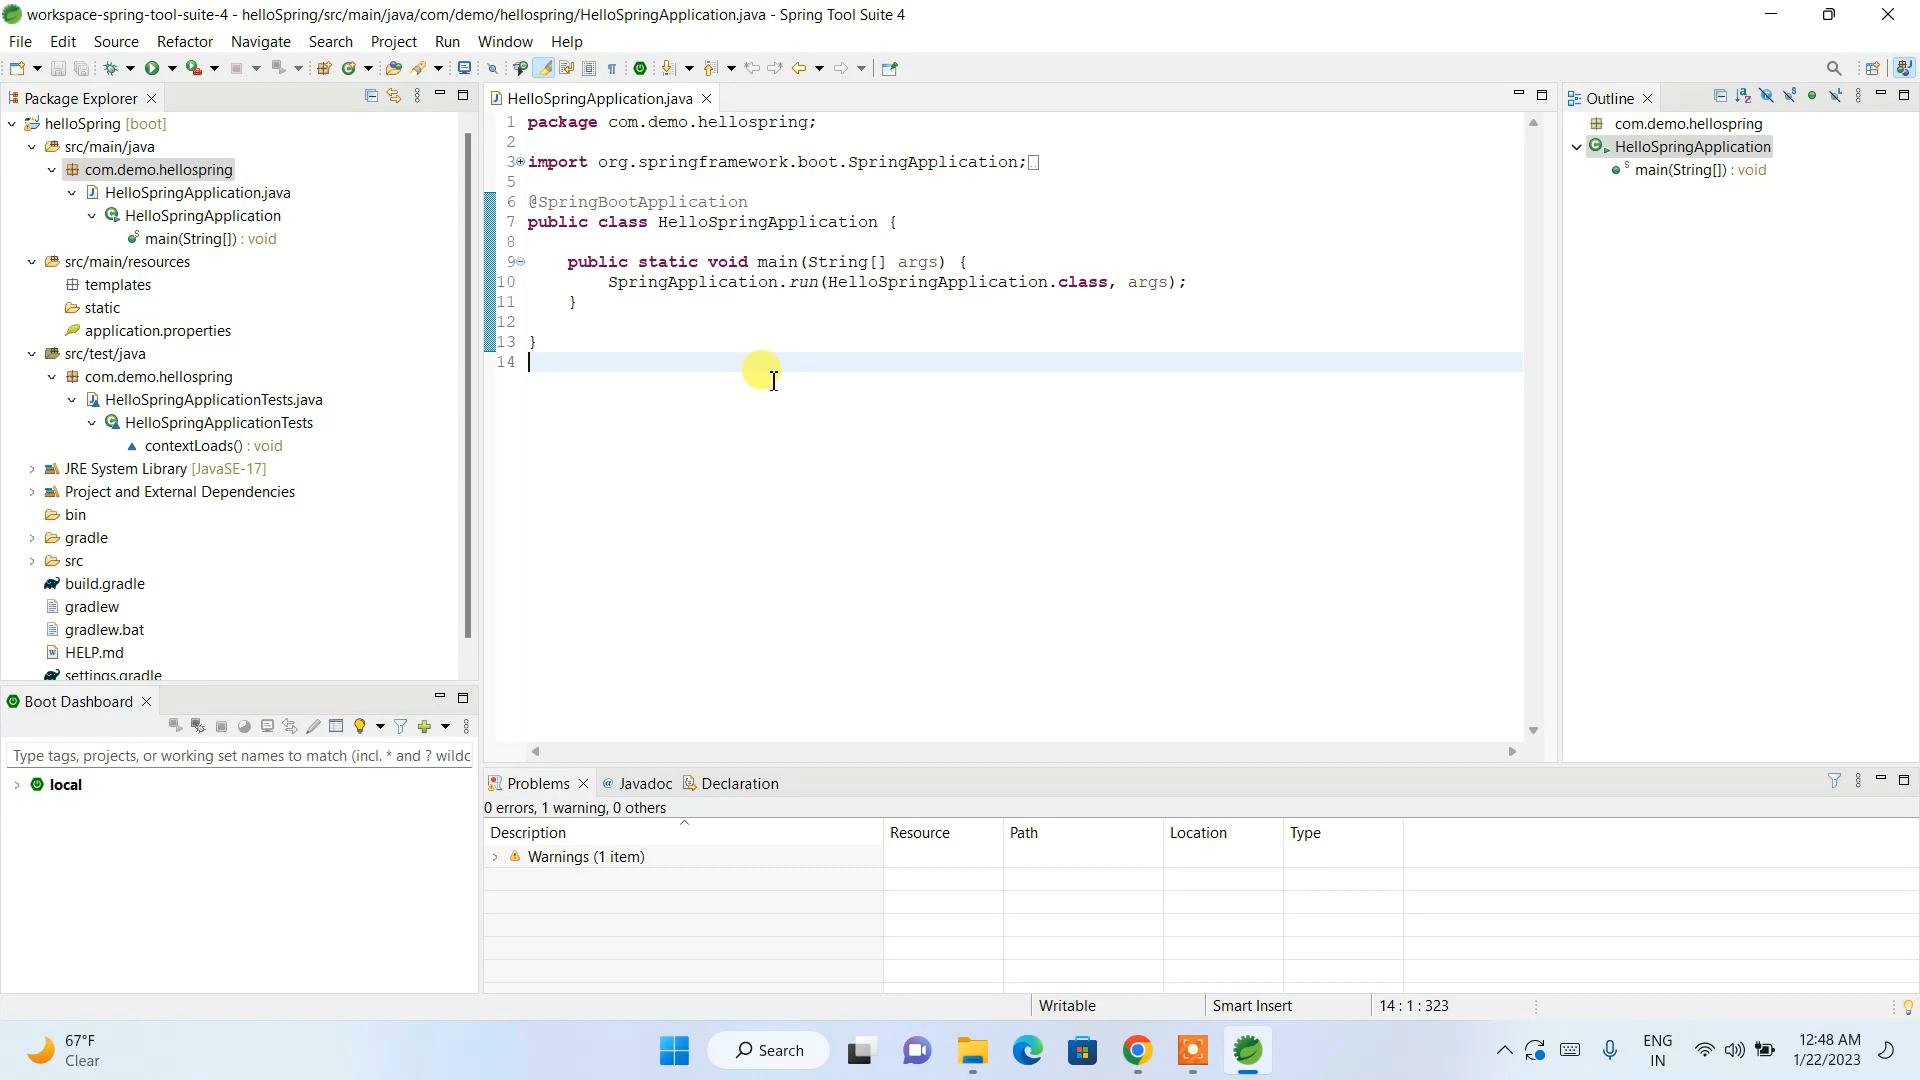 workspace-spring-tool-suite-4 - helloSpring/src/main/java/com/demo/hellospring/HelloSpringApplication.java - Spring Tool Suite 4
File Edit Source Refactor Navigate Search Project Run Window Help
Package Explorer
helloSpring [boot]
src/main/java
com.demo.hellospring
HelloSpringApplication.java
HelloSpringApplication
main(String[]) : void
src/main/resources
templates
static
application.properties
src/test/java
com.demo.hellospring
HelloSpringApplicationTests.java
HelloSpringApplicationTests
contextLoads() : void
JRE System Library [JavaSE-17]
Project and External Dependencies
bin
gradle
src
build.gradle
gradlew
gradlew.bat
HELP.md
settings.gradle
Boot Dashboard
Type tags, projects, or working set names to match (incl. * and ? wildc
local
HelloSpringApplication.java
1 package com.demo.hellospring;
2
3 import org.springframework.boot.SpringApplication;
5
6 @SpringBootApplication
7 public class HelloSpringApplication {
8
9 public static void main(String[] args) {
10 SpringApplication.run(HelloSpringApplication.class, args);
11 }
12
13 }
14
Outline
com.demo.hellospring
HelloSpringApplication
main(String[]) : void
Problems Javadoc Declaration
0 errors, 1 warning, 0 others
Description Resource Path Location Type
Warnings (1 item)
Writable Smart Insert 14 : 1 : 323
67°F
Clear
Search
ENG
IN
12:48 AM
1/22/2023